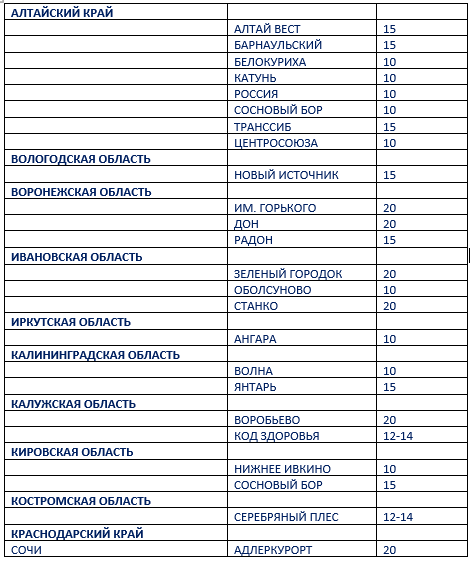 АЛТАЙСКИЙ КРАЙ
АЛТАЙ ВЕСТ 15
БАРНАУЛЬСКИЙ 15
БЕЛОКУРИХА 10
КАТУНЬ 10
РОССИЯ 10
СОСНОВЫЙ БОР 10
ТРАНССИБ 15
ЦЕНТРОСОЮЗА 10
ВОЛОГОДСКАЯ ОБЛАСТЬ
НОВЫЙ ИСТОЧНИК 15
ВОРОНЕЖСКАЯ ОБЛАСТЬ
ИМ. ГОРЬКОГО 20
ДОН 20
РАДОН 15
ИВАНОВСКАЯ ОБЛАСТЬ
ЗЕЛЕНЫЙ ГОРОДОК 20
ОБОЛСУНОВО 10
СТАНКО 20
ИРКУТСКАЯ ОБЛАСТЬ
АНГАРА 10
КАЛИНИНГРАДСКАЯ ОБЛАСТЬ
ВОЛНА 10
ЯНТАРЬ 15
КАЛУЖСКАЯ ОБЛАСТЬ
ВОРОБЬЕВО 20
КОД ЗДОРОВЬЯ 12-14
КИРОВСКАЯ ОБЛАСТЬ
НИЖНЕЕ ИВКИНО 10
СОСНОВЫЙ БОР 15
КОСТРОМСКАЯ ОБЛАСТЬ
СЕРЕБРЯНЫЙ ПЛЕС 12-14
КРАСНОДАРСКИЙ КРАЙ
СОЧИ АДЛЕРКУРОРТ 20